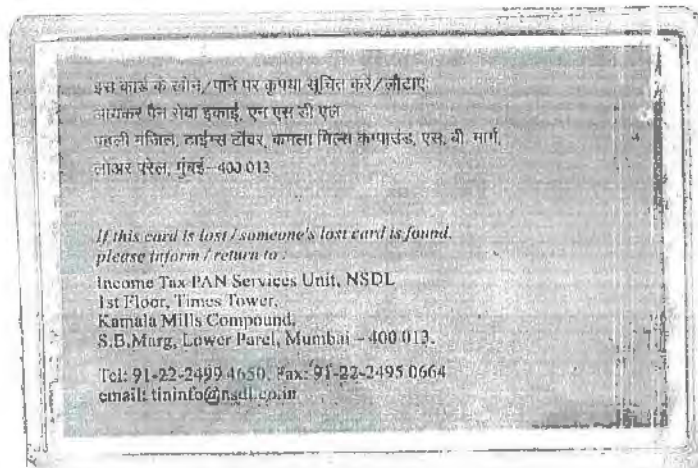 इस कार्ड के खोने/पाने पर कृपया सूचित करें/लौटाएं
आयकर पैन सेवा इकाई, एन एस डी एल
पहली मंजिल, टाईम्स टॉवर, कमला मिल्स कंपाउंड, एस. बी. मार्ग,
लोअर परेल, मुंबई-400 013
If this card is lost / someone's lost card is found,
please inform / return to :
Income Tax PAN Services Unit, NSDL
1st Floor, Times Tower,
Kamala Mills Compound,
S.B.Marg, Lower Parel, Mumbai – 400 013.
Tel: 91-22-2499 4650, Fax: 91-22-2495 0664
email: tininfo@nsdl.co.in